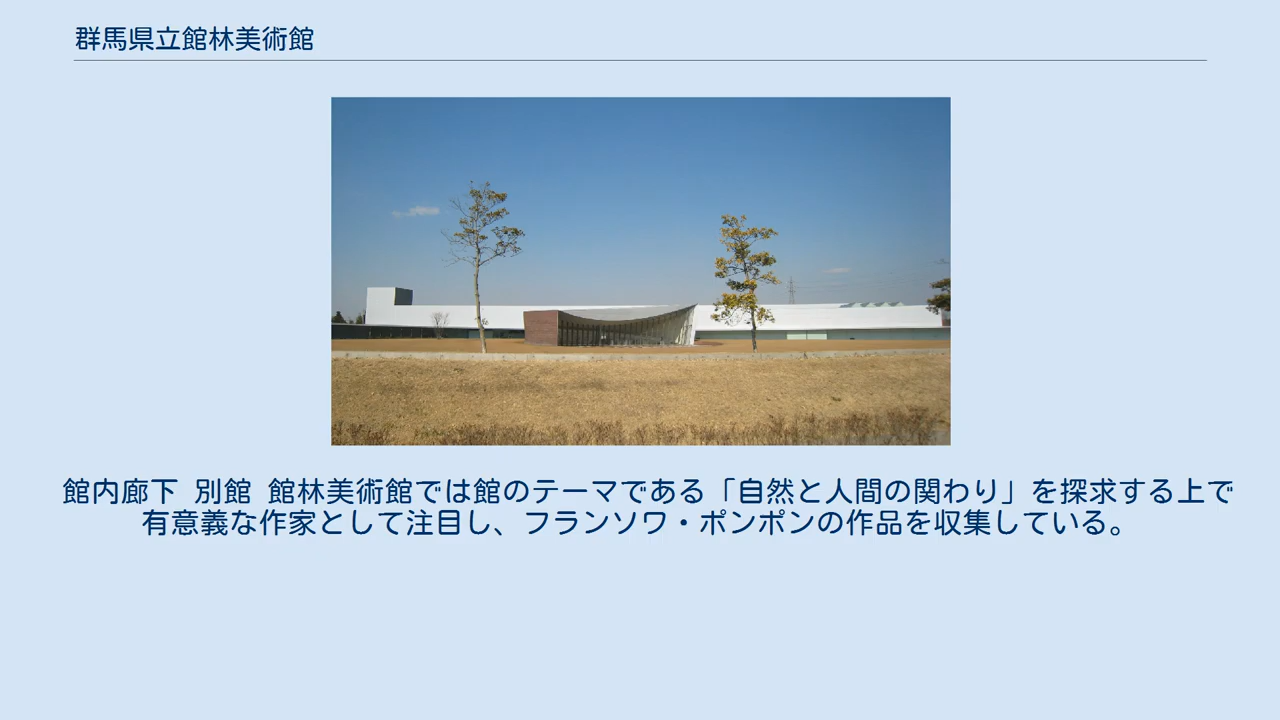 群馬県立館林美術館
館内廊下 別館 館林美術館では館のテーマである「自然と人間の関わり」を探求する上で
有意義な作家として注目し、フランソワ・ポンポンの作品を収集している。